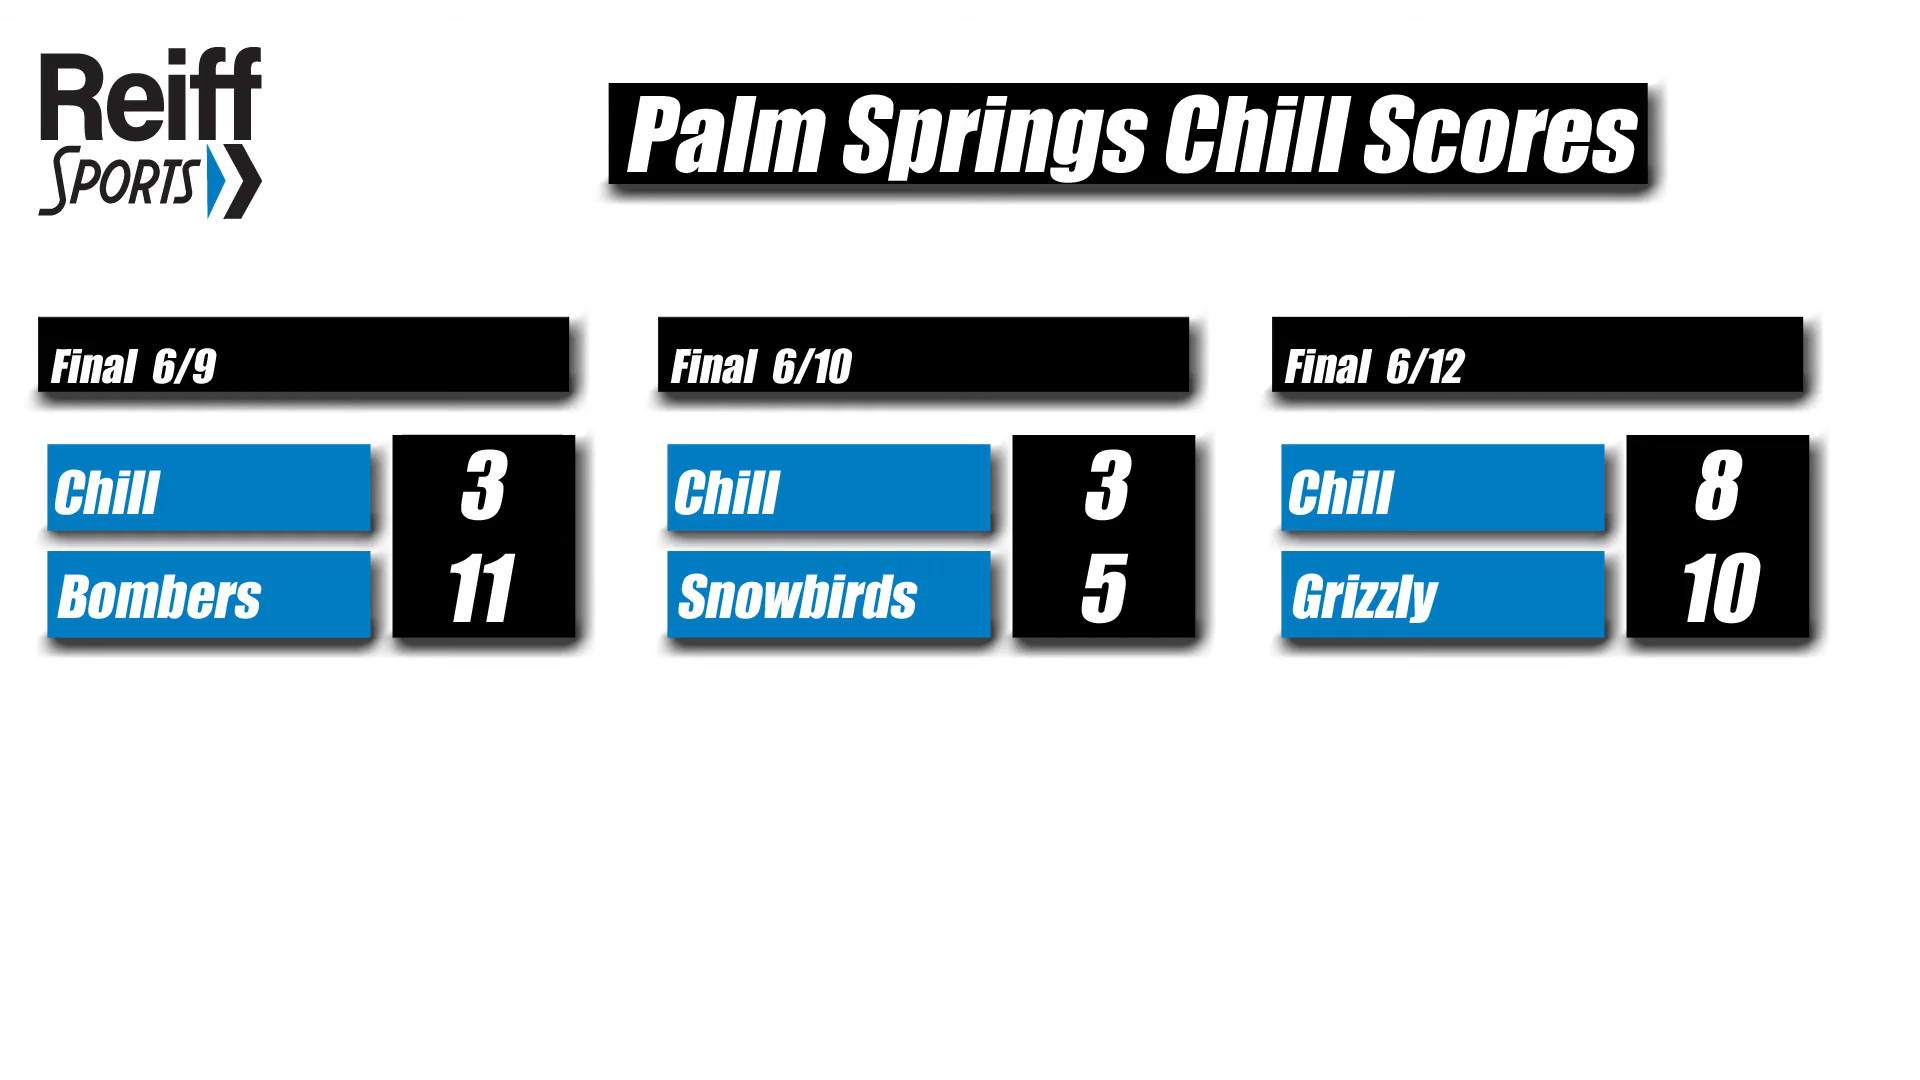 Reiff
SPORTS
Palm Springs Chill Scores
Final 6/9
Chill 3
Bombers 11
Final 6/10
Chill 3
Snowbirds 5
Final 6/12
Chill 8
Grizzly 10